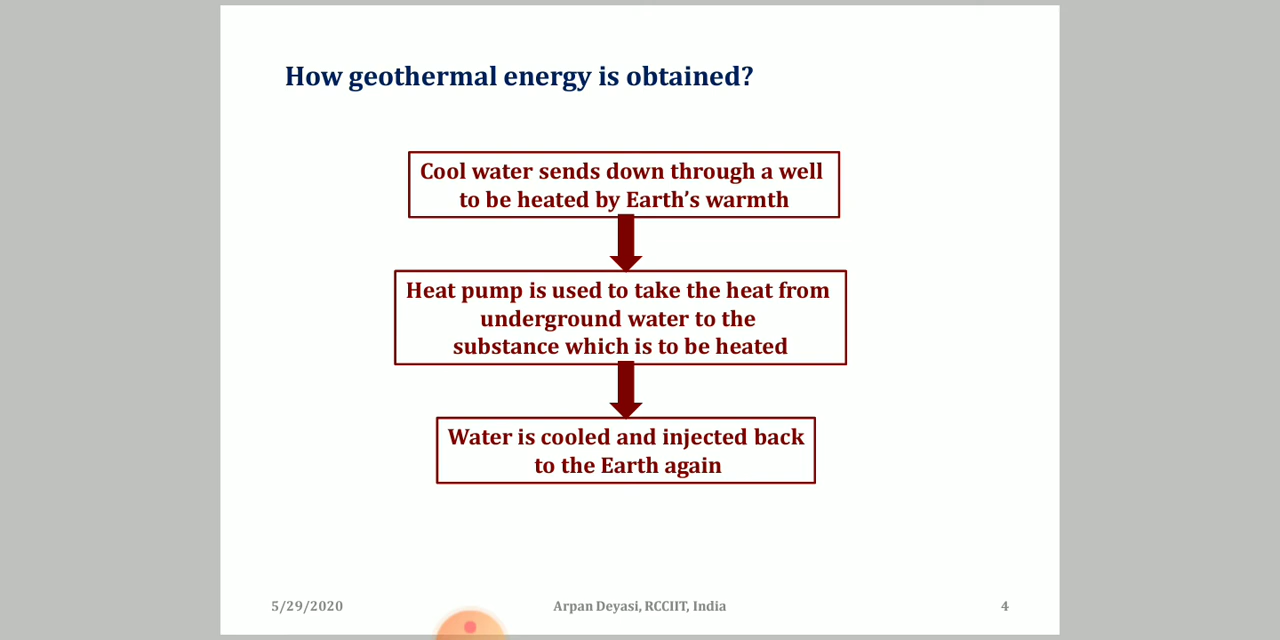 How geothermal energy is obtained?
Cool water sends down through a well
to be heated by Earth’s warmth
Heat pump is used to take the heat from
underground water to the
substance which is to be heated
Water is cooled and injected back
to the Earth again
5/29/2020
Arpan Deyasi, RCCIIT, India
4